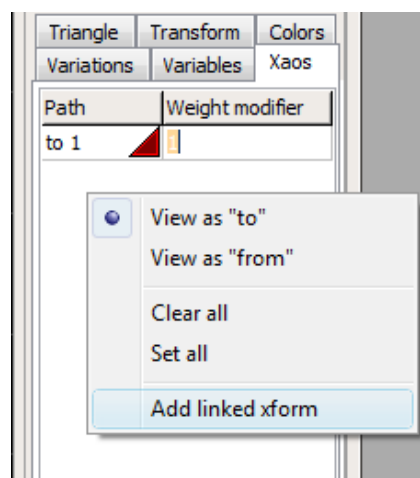 Triangle Transform Colors
Variations Variables Xaos
Path Weight modifier
to 1 1
View as "to"
View as "from"
Clear all
Set all
Add linked xform